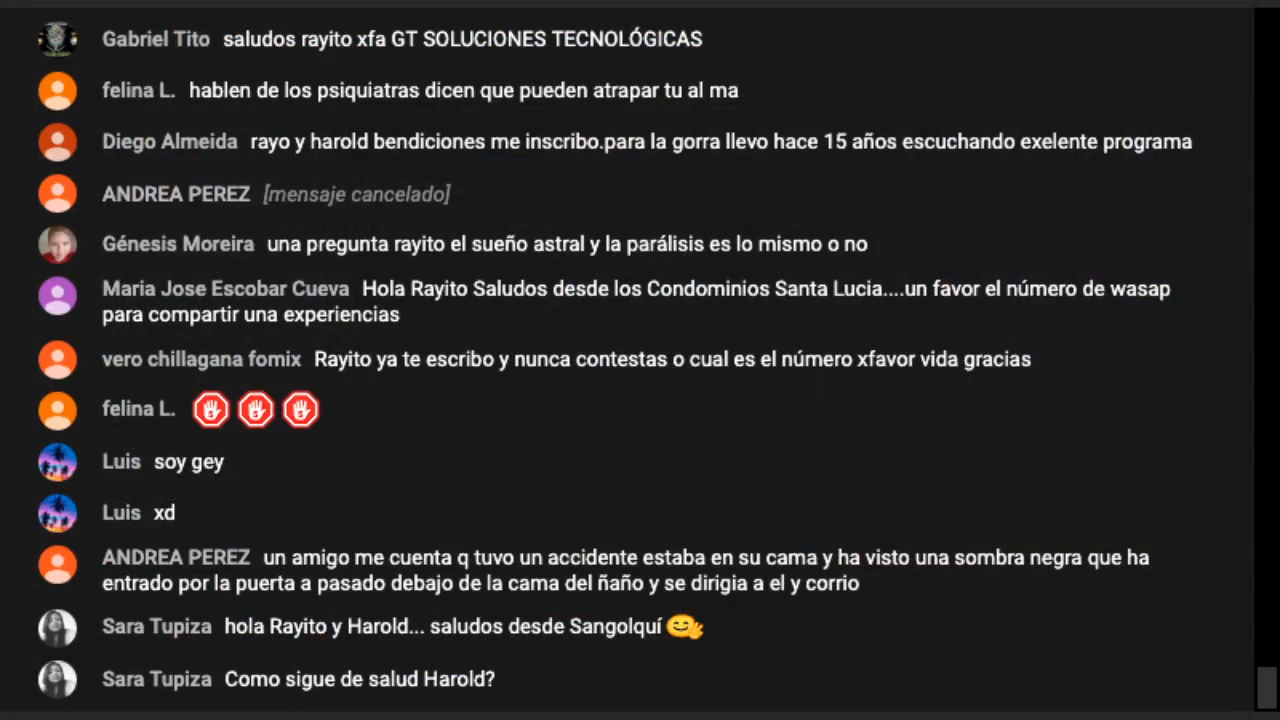 Gabriel Tito saludos rayito xfa GT SOLUCIONES TECNOLÓGICAS
felina L. hablen de los psiquiatras dicen que pueden atrapar tu al ma
Diego Almeida rayo y harold bendiciones me inscribo.para la gorra llevo hace 15 años escuchando exelente programa
ANDREA PEREZ [mensaje cancelado]
Génesis Moreira una pregunta rayito el sueño astral y la parálisis es lo mismo o no
Maria Jose Escobar Cueva Hola Rayito Saludos desde los Condominios Santa Lucia....un favor el número de wasap
para compartir una experiencias
vero chillagana fomix Rayito ya te escribo y nunca contestas o cual es el número xfavor vida gracias
felina L.
Luis soy gey
Luis xd
ANDREA PEREZ un amigo me cuenta q tuvo un accidente estaba en su cama y ha visto una sombra negra que ha
entrado por la puerta a pasado debajo de la cama del ñaño y se dirigia a el y corrio
Sara Tupiza hola Rayito y Harold... saludos desde Sangolquí 😊👋
Sara Tupiza Como sigue de salud Harold?